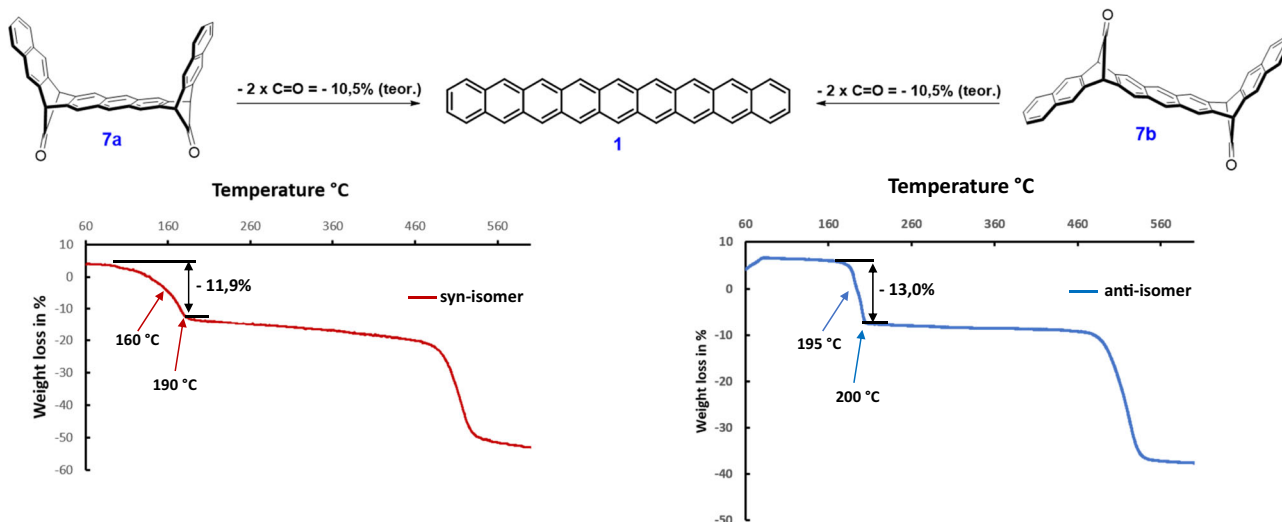 - 2 x C=O = - 10,5% (teor.)
- 2 x C=O = - 10,5% (teor.)
O
O
7a
1
7b
O
O
Temperature °C
60 160 260 360 460 560
10
0
-10
-20
-30
-40
-50
-60
Weight loss in %
- 11,9%
160 °C
190 °C
syn-isomer
Temperature °C
60 160 260 360 460 560
10
0
-10
-20
-30
-40
-50
Weight loss in %
- 13,0%
195 °C
200 °C
anti-isomer